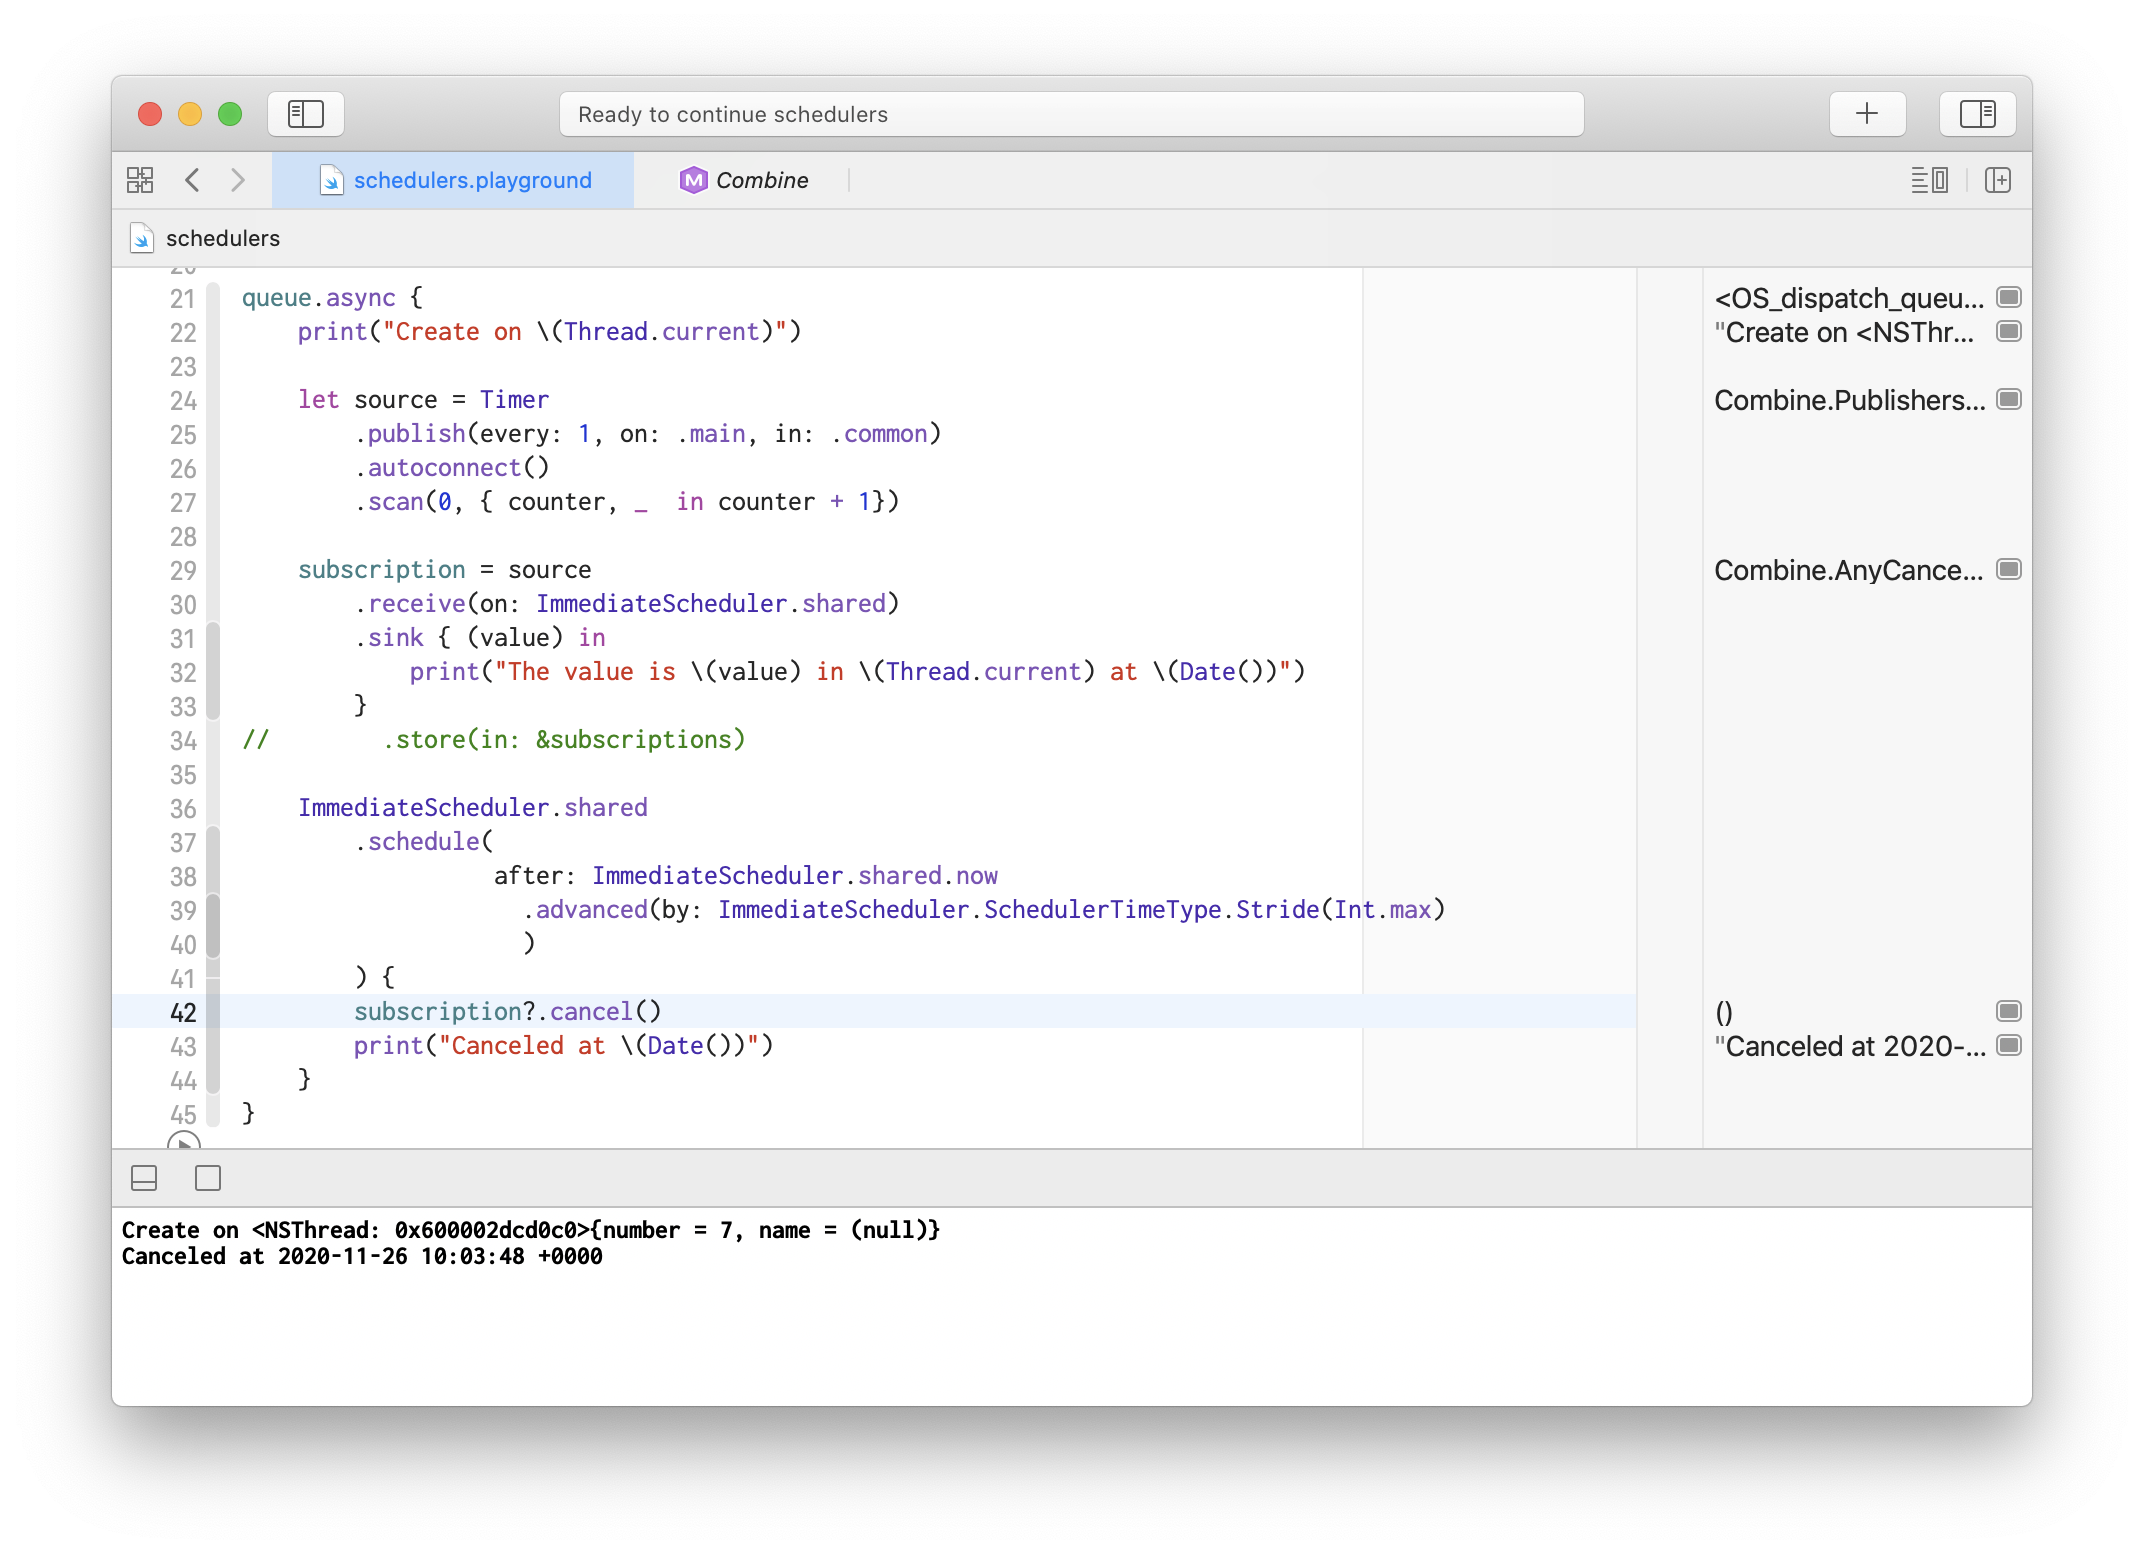 Ready to continue schedulers
schedulers.playground
Combine
schedulers
20
21 queue.async { <OS_dispatch_queu...
22 print("Create on \(Thread.current)") "Create on <NSThr...
23
24 let source = Timer Combine.Publishers...
25 .publish(every: 1, on: .main, in: .common)
26 .autoconnect()
27 .scan(0, { counter, _  in counter + 1})
28
29 subscription = source Combine.AnyCance...
30 .receive(on: ImmediateScheduler.shared)
31 .sink { (value) in
32 print("The value is \(value) in \(Thread.current) at \(Date())")
33 }
34 // .store(in: &subscriptions)
35
36 ImmediateScheduler.shared
37 .schedule(
38 after: ImmediateScheduler.shared.now
39 .advanced(by: ImmediateScheduler.SchedulerTimeType.Stride(Int.max)
40 )
41 ) {
42 subscription?.cancel() ()
43 print("Canceled at \(Date())") "Canceled at 2020-...
44 }
45 }
Create on <NSThread: 0x600002dcd0c0>{number = 7, name = (null)}
Canceled at 2020-11-26 10:03:48 +0000